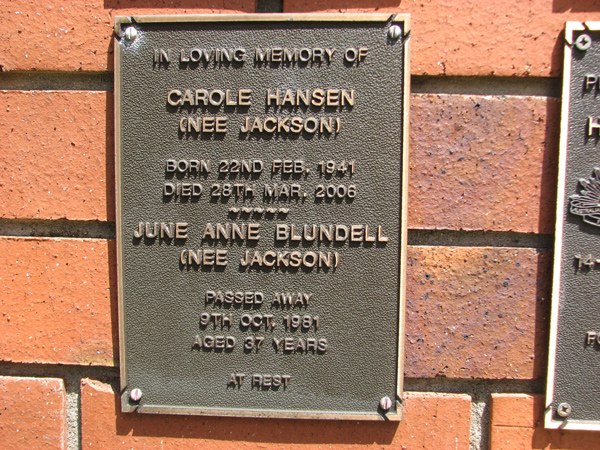 IN LOVING MEMORY OF
CAROLE HANSEN
(NEE JACKSON)
BORN 22ND FEB. 1941
DIED 28TH MAR. 2006
~~~~~
JUNE ANNE BLUNDELL
(NEE JACKSON)
PASSED AWAY
9TH OCT. 1981
AGED 37 YEARS
AT REST